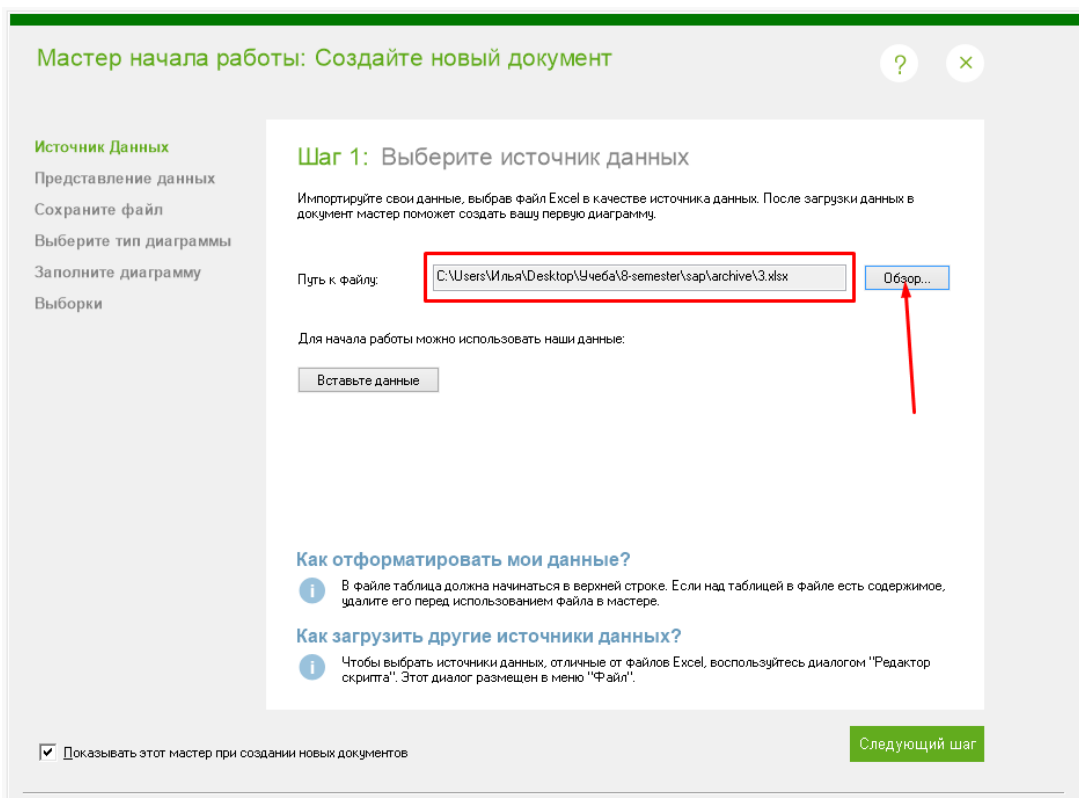 Мастер начала работы: Создайте новый документ
?
×
Источник Данных
Представление данных
Сохраните файл
Выберите тип диаграммы
Заполните диаграмму
Выборки
Шаг 1: Выберите источник данных
Импортируйте свои данные, выбрав файл Excel в качестве источника данных. После загрузки данных в
документ мастер поможет создать вашу первую диаграмму.
Путь к файлу:
C:\Users\Илья\Desktop\Учеба\8-semester\sap\archive\3.xlsx
Обзор...
Для начала работы можно использовать наши данные:
Вставьте данные
Как отформатировать мои данные?
i
В файле таблица должна начинаться в верхней строке. Если над таблицей в файле есть содержимое,
удалите его перед использованием файла в мастере.
Как загрузить другие источники данных?
i
Чтобы выбрать источники данных, отличные от файлов Excel, воспользуйтесь диалогом "Редактор
скрипта". Этот диалог размещен в меню "Файл".
Показывать этот мастер при создании новых документов
Следующий шаг